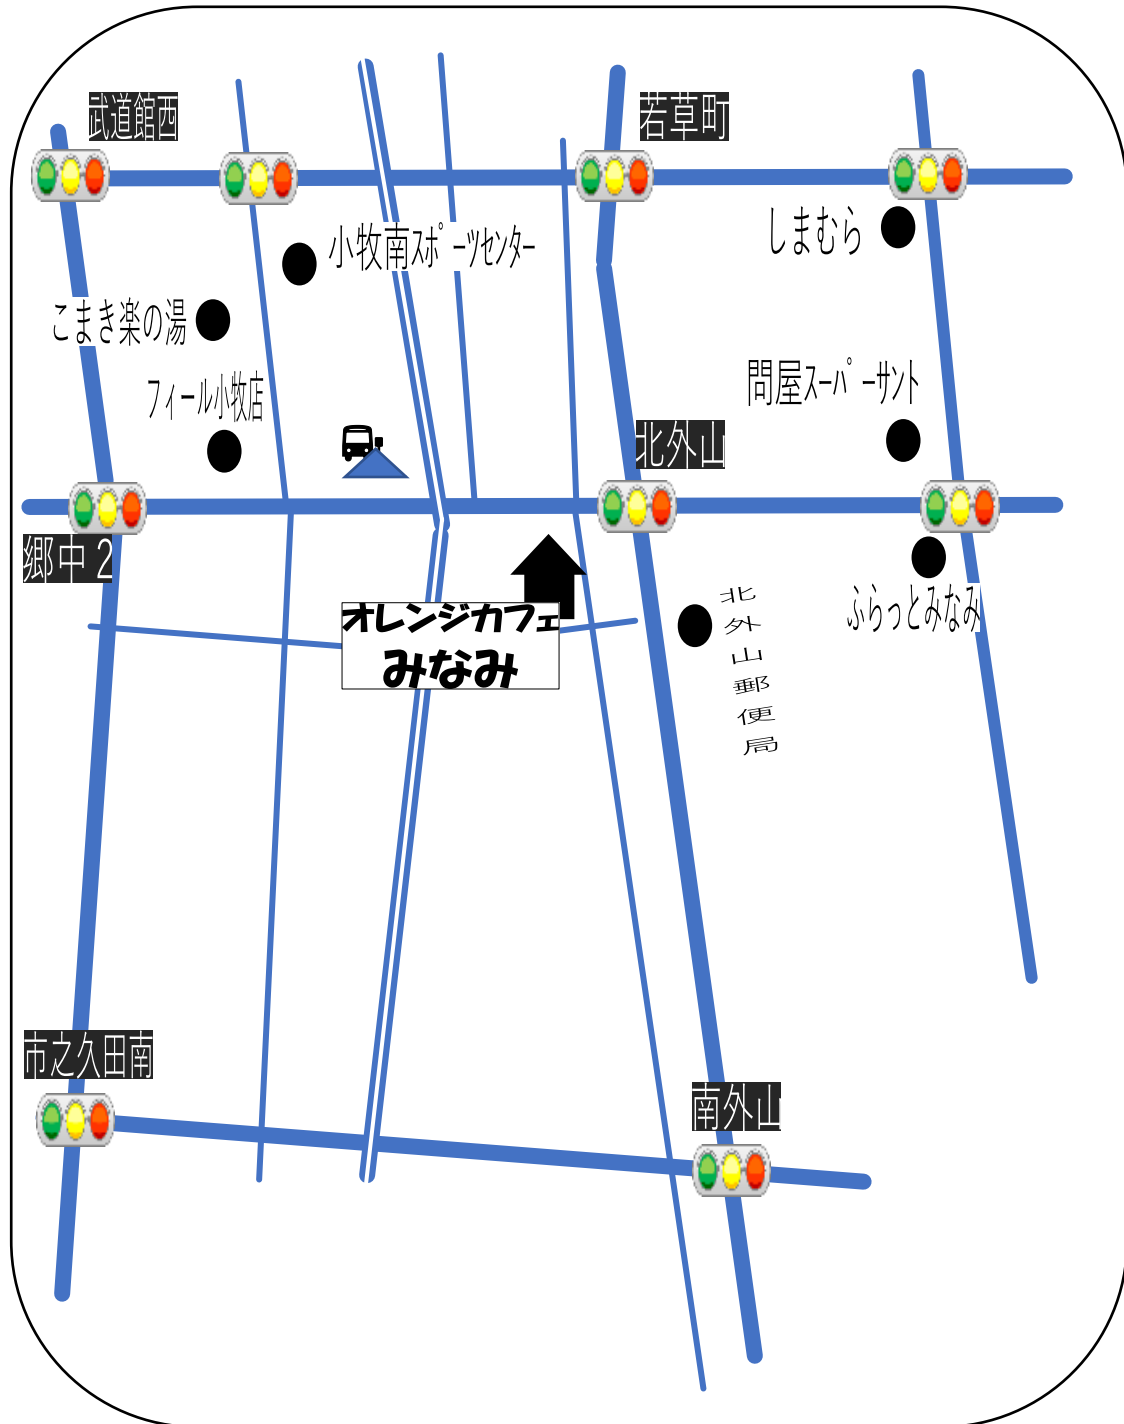 武道館西
若草町
しまむら
小牧南スポーツセンター
こまき楽の湯
問屋スーパーサント
フィール小牧店
北外山
郷中2
ふらっとみなみ
オレンジカフェ
みなみ
北外山郵便局
市之久田南
南外山